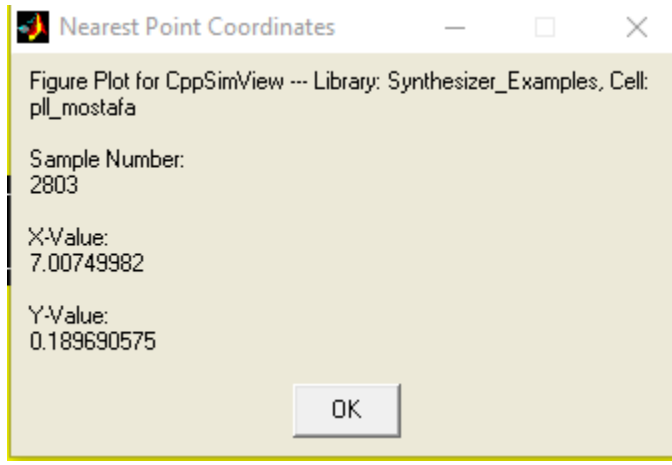 Nearest Point Coordinates
Figure Plot for CppSimView --- Library: Synthesizer_Examples, Cell:
pll_mostafa
Sample Number:
2803
X-Value:
7.00749982
Y-Value:
0.189690575
OK